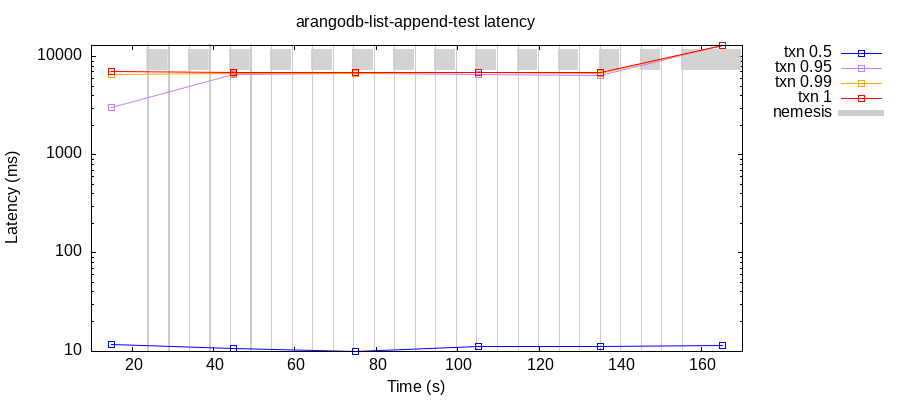 arangodb-list-append-test latency
10000
1000
100
10
20
40
60
80
100
120
140
160
Latency (ms)
Time (s)
txn 0.5
txn 0.95
txn 0.99
txn 1
nemesis